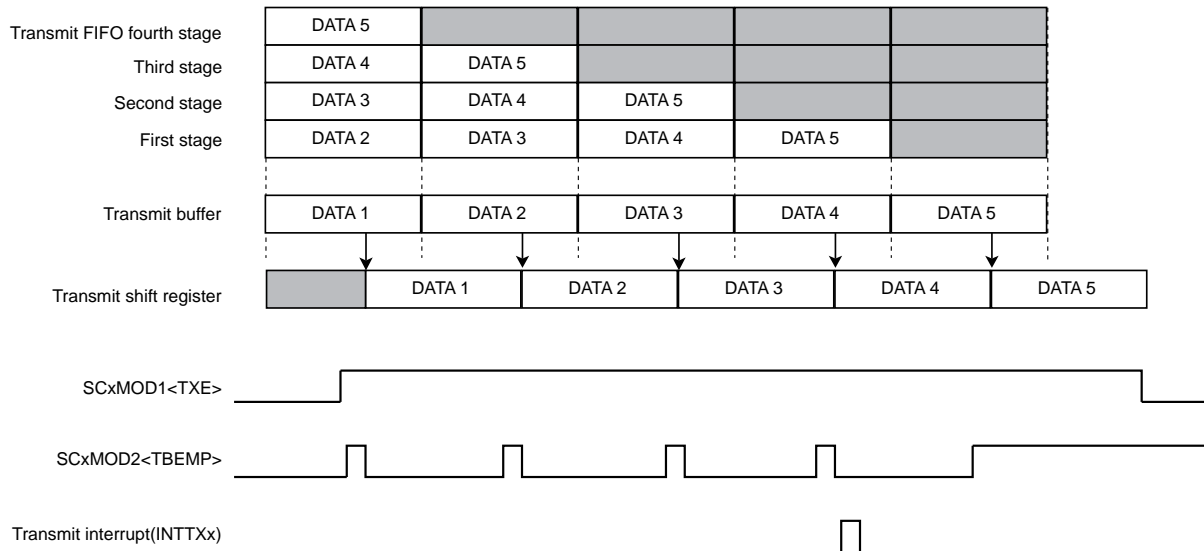 Transmit FIFO fourth stage DATA 5
Third stage DATA 4 DATA 5
Second stage DATA 3 DATA 4 DATA 5
First stage DATA 2 DATA 3 DATA 4 DATA 5
Transmit buffer DATA 1 DATA 2 DATA 3 DATA 4 DATA 5
Transmit shift register DATA 1 DATA 2 DATA 3 DATA 4 DATA 5
SCxMOD1<TXE>
SCxMOD2<TBEMP>
Transmit interrupt(INTTXx)